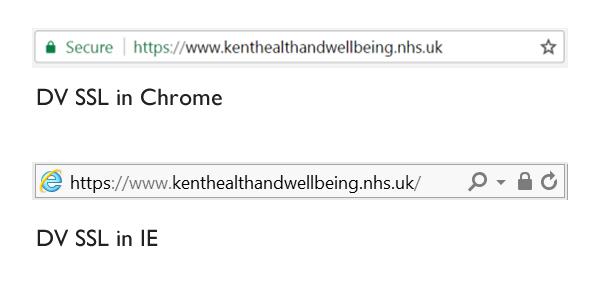 Secure https://www.kenthealthandwellbeing.nhs.uk
DV SSL in Chrome
https://www.kenthealthandwellbeing.nhs.uk/
DV SSL in IE